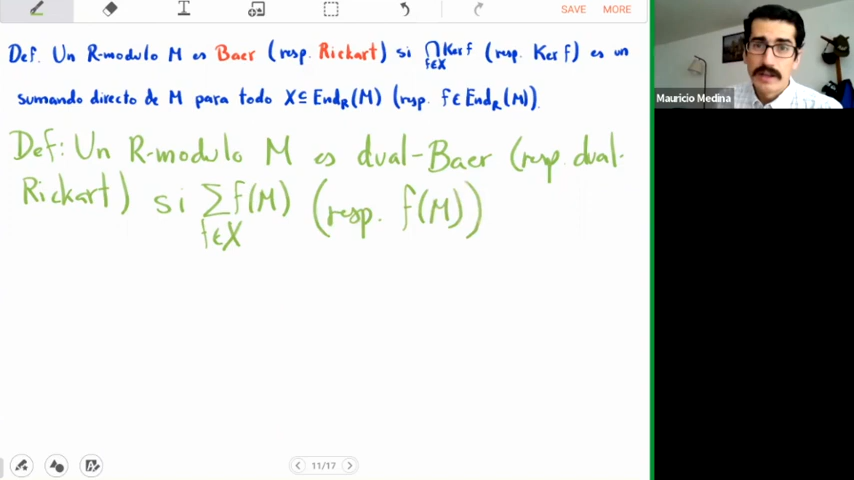 SAVE MORE
Def. Un R-modulo M es Baer (resp. Rickart) si ⋂ Ker f (resp. Ker f) es un
f∈X
sumando directo de M para todo X⊆End_R(M) (resp. f∈End_R(M)).
Mauricio Medina
Def: Un R-modulo M es dual-Baer (resp. dual-
Rickart) si ∑ f(M) (resp. f(M))
f∈X
11/17